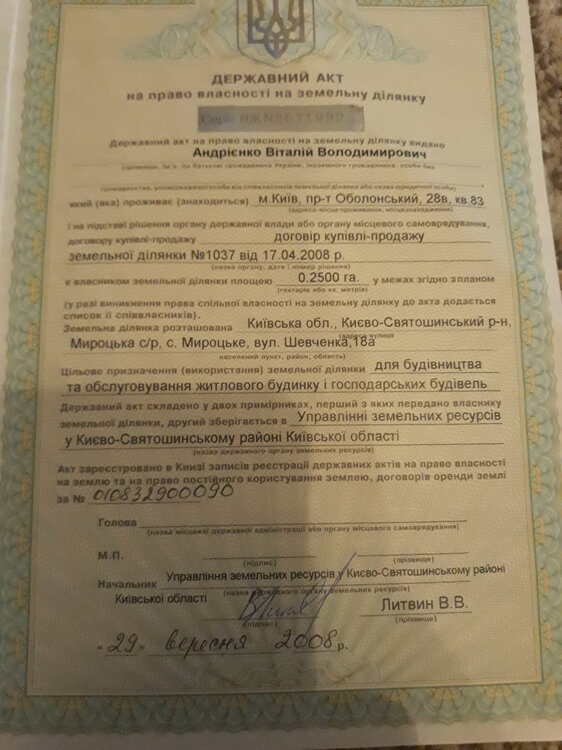 ДЕРЖАВНИЙ АКТ
на право власності на земельну ділянку
Серія ЯЖ №
Державний акт на право власності на земельну ділянку видано
Андрієнко Віталій Володимирович
(прізвище, ім'я, по батькові громадянина України, іноземного громадянина, особи без
громадянства, уповноваженої особи від співвласників земельної ділянки або назва юридичної особи)
який (яка) проживає (знаходиться) м.Київ, пр-т Оболонський, 28в, кв.83
(адреса-місце проживання, місцезнаходження)
і на підставі рішення органу державної влади або органу місцевого самоврядування,
договору купівлі-продажу договір купівлі-продажу
земельної ділянки №1037 від 17.04.2008 р.
(назва органу, дата і номер рішення)
є власником земельної ділянки площею 0.2500 га. у межах згідно з планом
(гектарів або кв. метрів)
(у разі виникнення права спільної власності на земельну ділянку до акта додається
список її співвласників).
Земельна ділянка розташована Київська обл., Києво-Святошинський р-н,
(адреса-вулиця
Мироцька с/р, с. Мироцьке, вул. Шевченка,18а
населений пункт, район, область)
Цільове призначення (використання) земельної ділянки для будівництва
та обслуговування житлового будинку і господарських будівель
Державний акт складено у двох примірниках, перший з яких передано власнику
земельної ділянки, другий зберігається в Управлінні земельних ресурсів
у Києво-Святошинському районі Київської області
(назва державного органу земельних ресурсів)
Акт зареєстровано в Книзі записів реєстрації державних актів на право власності
на землю та на право постійного користування землею, договорів оренди землі
за № 010832900090
Голова
(назва місцевої державної адміністрації або органу місцевого самоврядування)
М.П.
(підпис) (прізвище)
Управління земельних ресурсів у Києво-Святошинському районі
Начальник (назва державного органу земельних ресурсів)
Київської області Литвин В.В.
(підпис) (прізвище)
"29" вересня 2008 р.